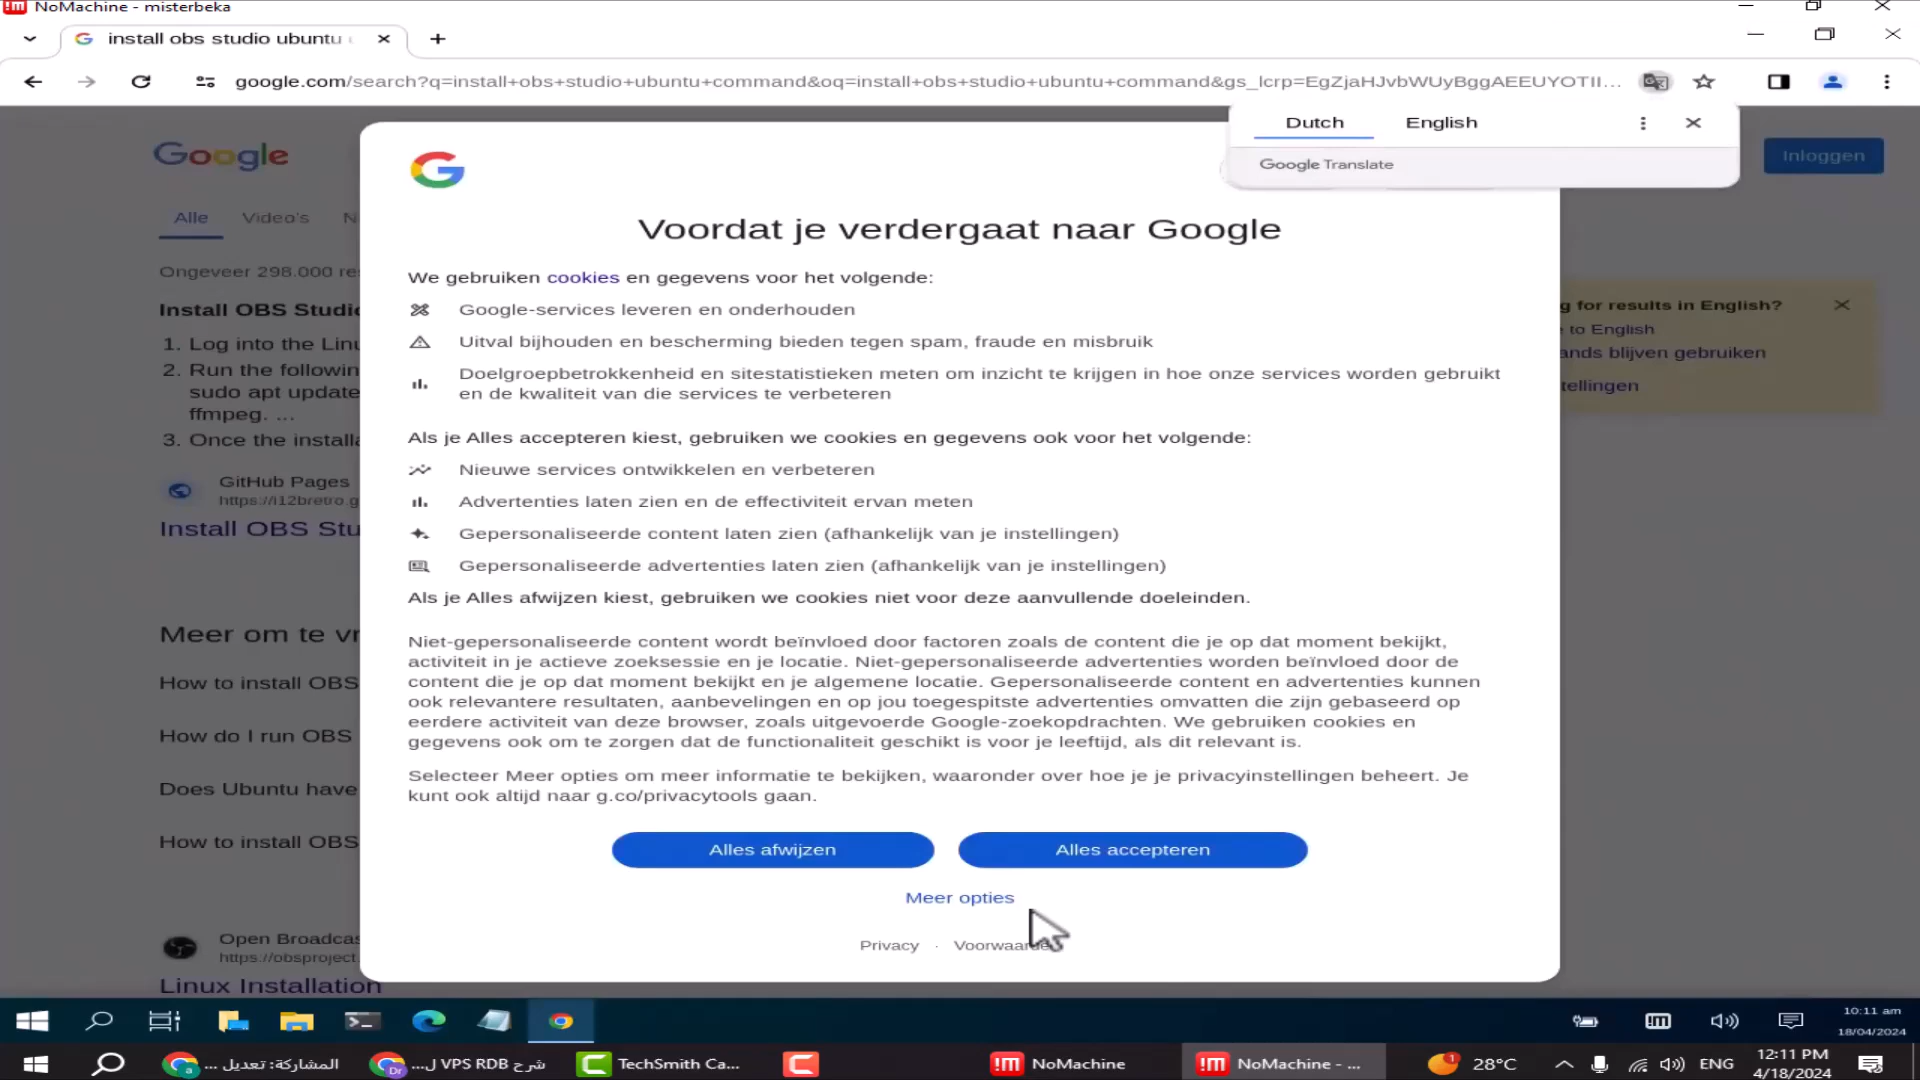 NoMachine - misterbeka
install obs studio ubuntu
google.com/search?q=install+obs+studio+ubuntu+command&oq=install+obs+studio+ubuntu+command&gs_lcrp=EgZjaHJvbWUyBggAEEUYOTII...
Dutch English
Google Translate
Google
Inloggen
Alle Video's N
Ongeveer 298.000 re
Install OBS Studi
1. Log into the Linu
2. Run the followin
sudo apt update
ffmpeg. ...
3. Once the installa
GitHub Pages
https://i12bretro.g
Install OBS Stu
Meer om te v
How to install OBS
How do I run OBS
Does Ubuntu have
How to install OBS
Open Broadcas
https://obsproject
Linux Installation
Voordat je verdergaat naar Google
We gebruiken cookies en gegevens voor het volgende:
Google-services leveren en onderhouden
Uitval bijhouden en bescherming bieden tegen spam, fraude en misbruik
Doelgroepbetrokkenheid en sitestatistieken meten om inzicht te krijgen in hoe onze services worden gebruikt
en de kwaliteit van die services te verbeteren
Als je Alles accepteren kiest, gebruiken we cookies en gegevens ook voor het volgende:
Nieuwe services ontwikkelen en verbeteren
Advertenties laten zien en de effectiviteit ervan meten
Gepersonaliseerde content laten zien (afhankelijk van je instellingen)
Gepersonaliseerde advertenties laten zien (afhankelijk van je instellingen)
Als je Alles afwijzen kiest, gebruiken we cookies niet voor deze aanvullende doeleinden.
Niet-gepersonaliseerde content wordt beïnvloed door factoren zoals de content die je op dat moment bekijkt,
activiteit in je actieve zoeksessie en je locatie. Niet-gepersonaliseerde advertenties worden beïnvloed door de
content die je op dat moment bekijkt en je algemene locatie. Gepersonaliseerde content en advertenties kunnen
ook relevantere resultaten, aanbevelingen en op jou toegespitste advertenties omvatten die zijn gebaseerd op
eerdere activiteit van deze browser, zoals uitgevoerde Google-zoekopdrachten. We gebruiken cookies en
gegevens ook om te zorgen dat de functionaliteit geschikt is voor je leeftijd, als dit relevant is.
Selecteer Meer opties om meer informatie te bekijken, waaronder over hoe je je privacyinstellingen beheert. Je
kunt ook altijd naar g.co/privacytools gaan.
Alles afwijzen Alles accepteren
Meer opties
Privacy · Voorwaarde
g for results in English?
to English
ands blijven gebruiken
tellingen
10:11 am
18/04/2024
المشاركة: تعديل ...
شرح VPS RDB ل...
TechSmith Ca...
NoMachine
NoMachine - ...
1
28°C
ENG
12:11 PM
4/18/2024